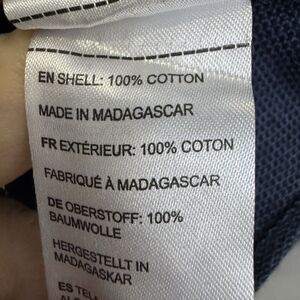 EN SHELL: 100% COTTON
MADE IN MADAGASCAR
FR EXTÉRIEUR: 100% COTON
FABRIQUÉ À MADAGASCAR
DE OBERSTOFF: 100%
BAUMWOLLE
HERGESTELLT IN
MADAGASKAR
ES